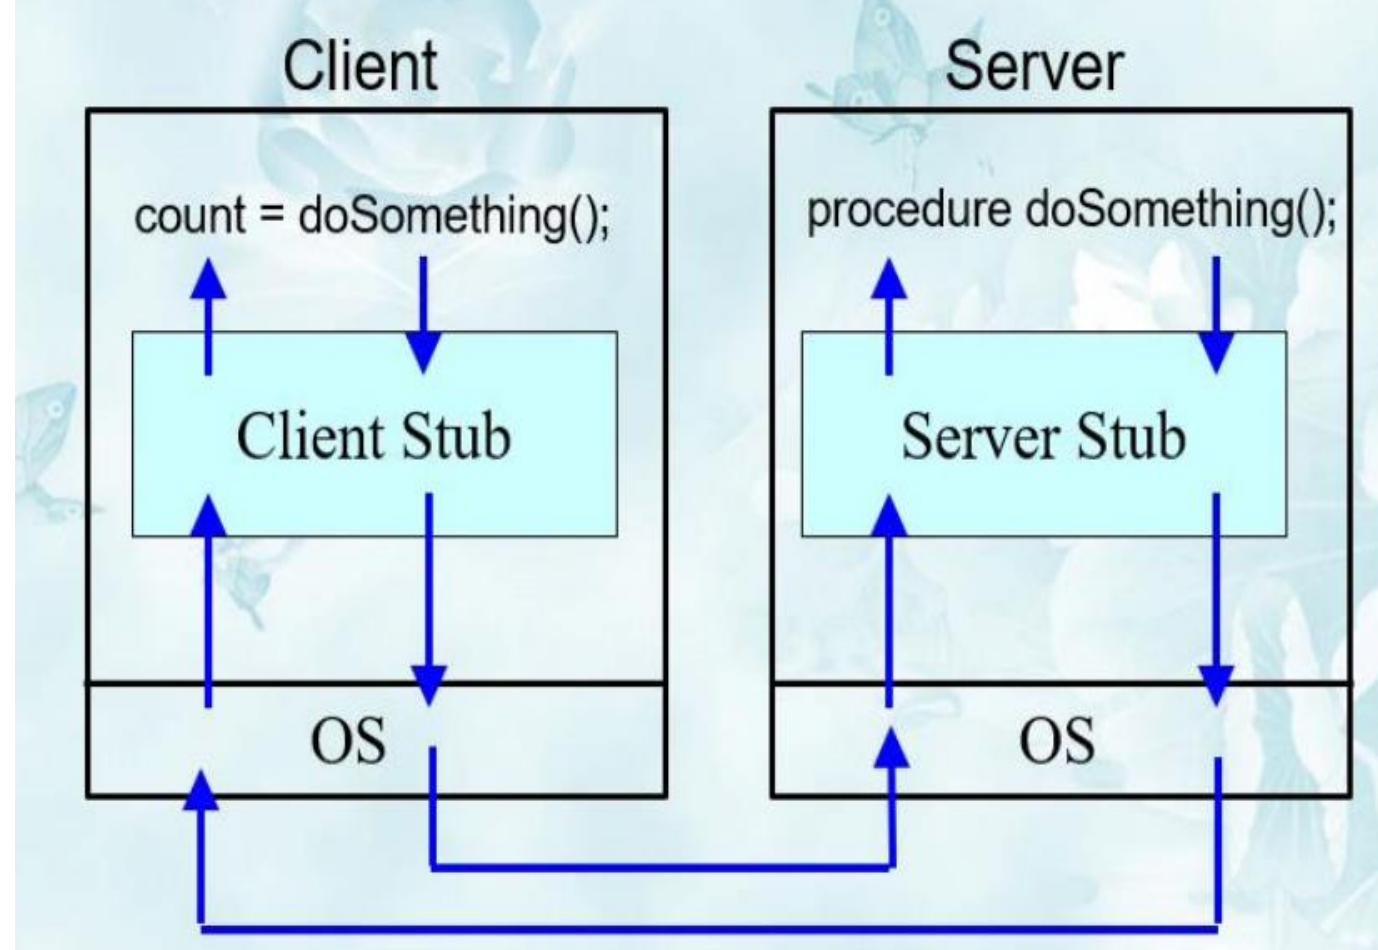 Client
Server
count = doSomething();
procedure doSomething();
Client Stub
Server Stub
OS
OS